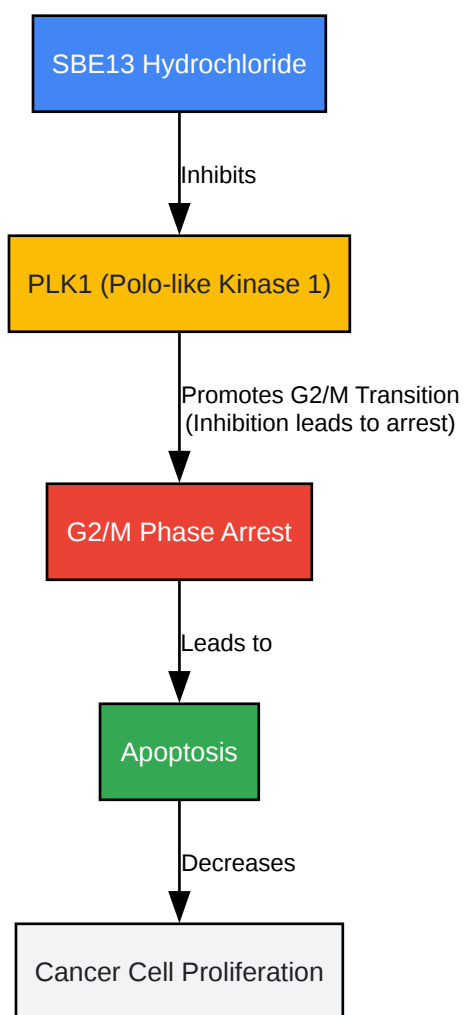 SBE13 Hydrochloride
Inhibits
PLK1 (Polo-like Kinase 1)
Promotes G2/M Transition
(Inhibition leads to arrest)
G2/M Phase Arrest
Leads to
Apoptosis
Decreases
Cancer Cell Proliferation